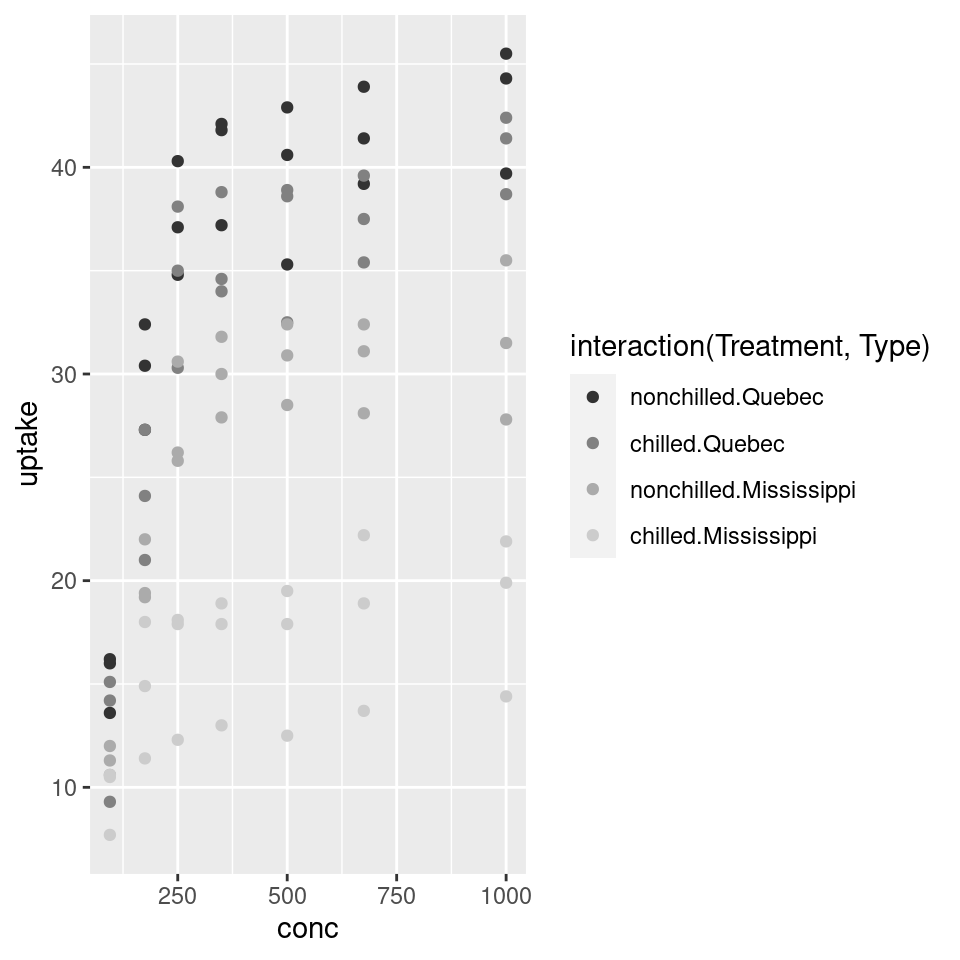 40
30
20
10
uptake
250 500 750 1000
conc
interaction(Treatment, Type)
nonchilled.Quebec
chilled.Quebec
nonchilled.Mississippi
chilled.Mississippi